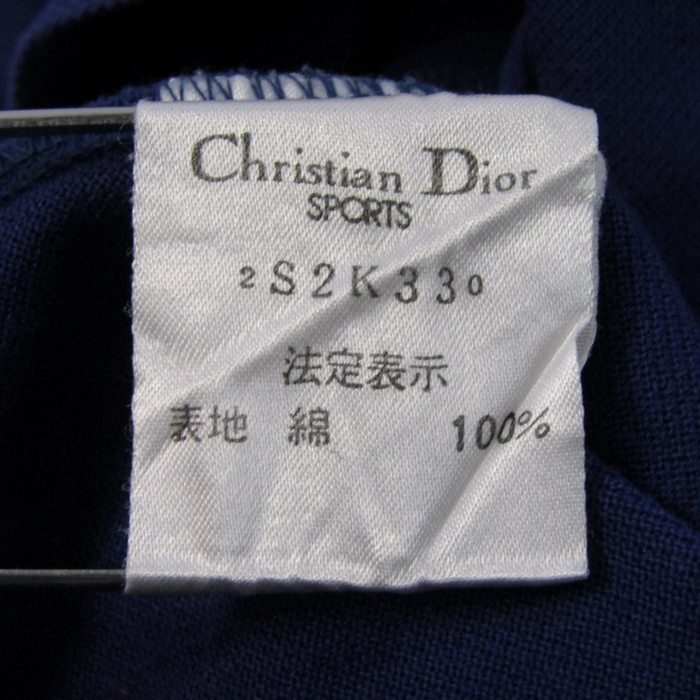 Christian Dior
SPORTS
2S2K330
法定表示
表地 綿 100%